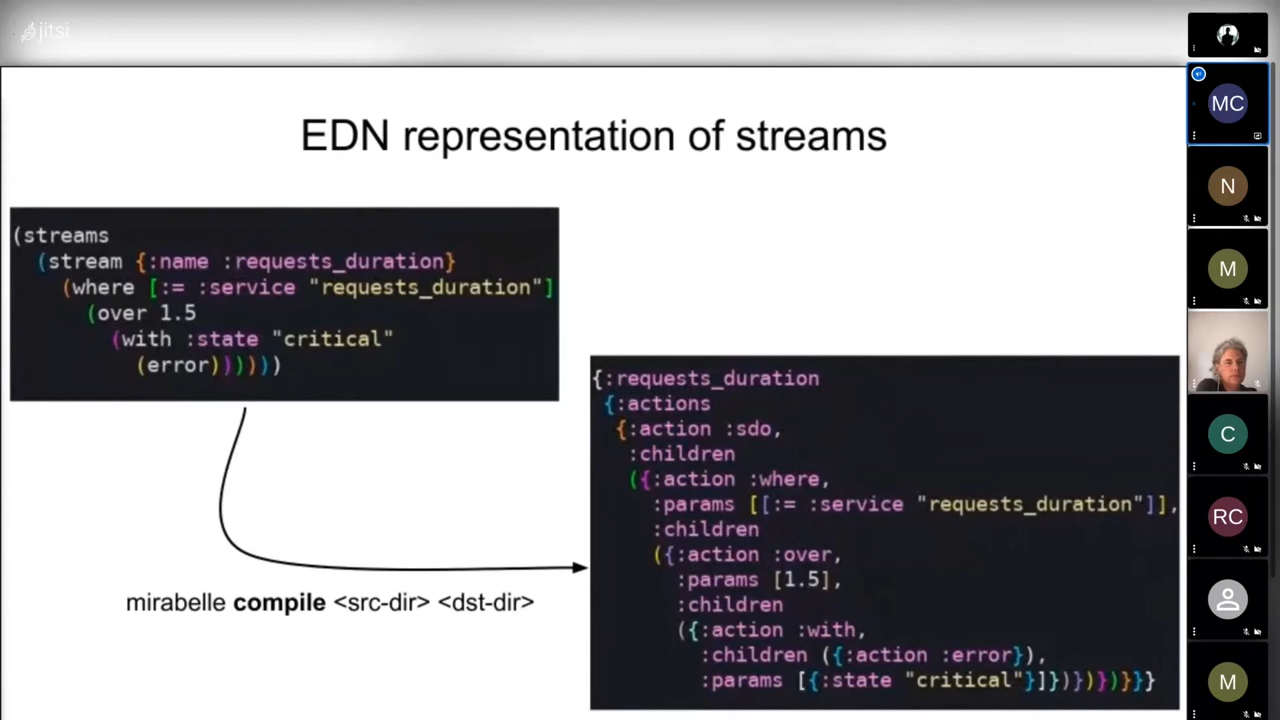 jitsi
EDN representation of streams
(streams
(stream {:name :requests_duration}
(where [:= :service "requests_duration"]
(over 1.5
(with :state "critical"
(error))))))
mirabelle compile <src-dir> <dst-dir>
{:requests_duration
{:actions
{:action :sdo,
:children
({:action :where,
:params [[:= :service "requests_duration"]],
:children
({:action :over,
:params [1.5],
:children
({:action :with,
:children ({:action :error}),
:params [{:state "critical"}]})})})}}}
MC
N
M
C
RC
M